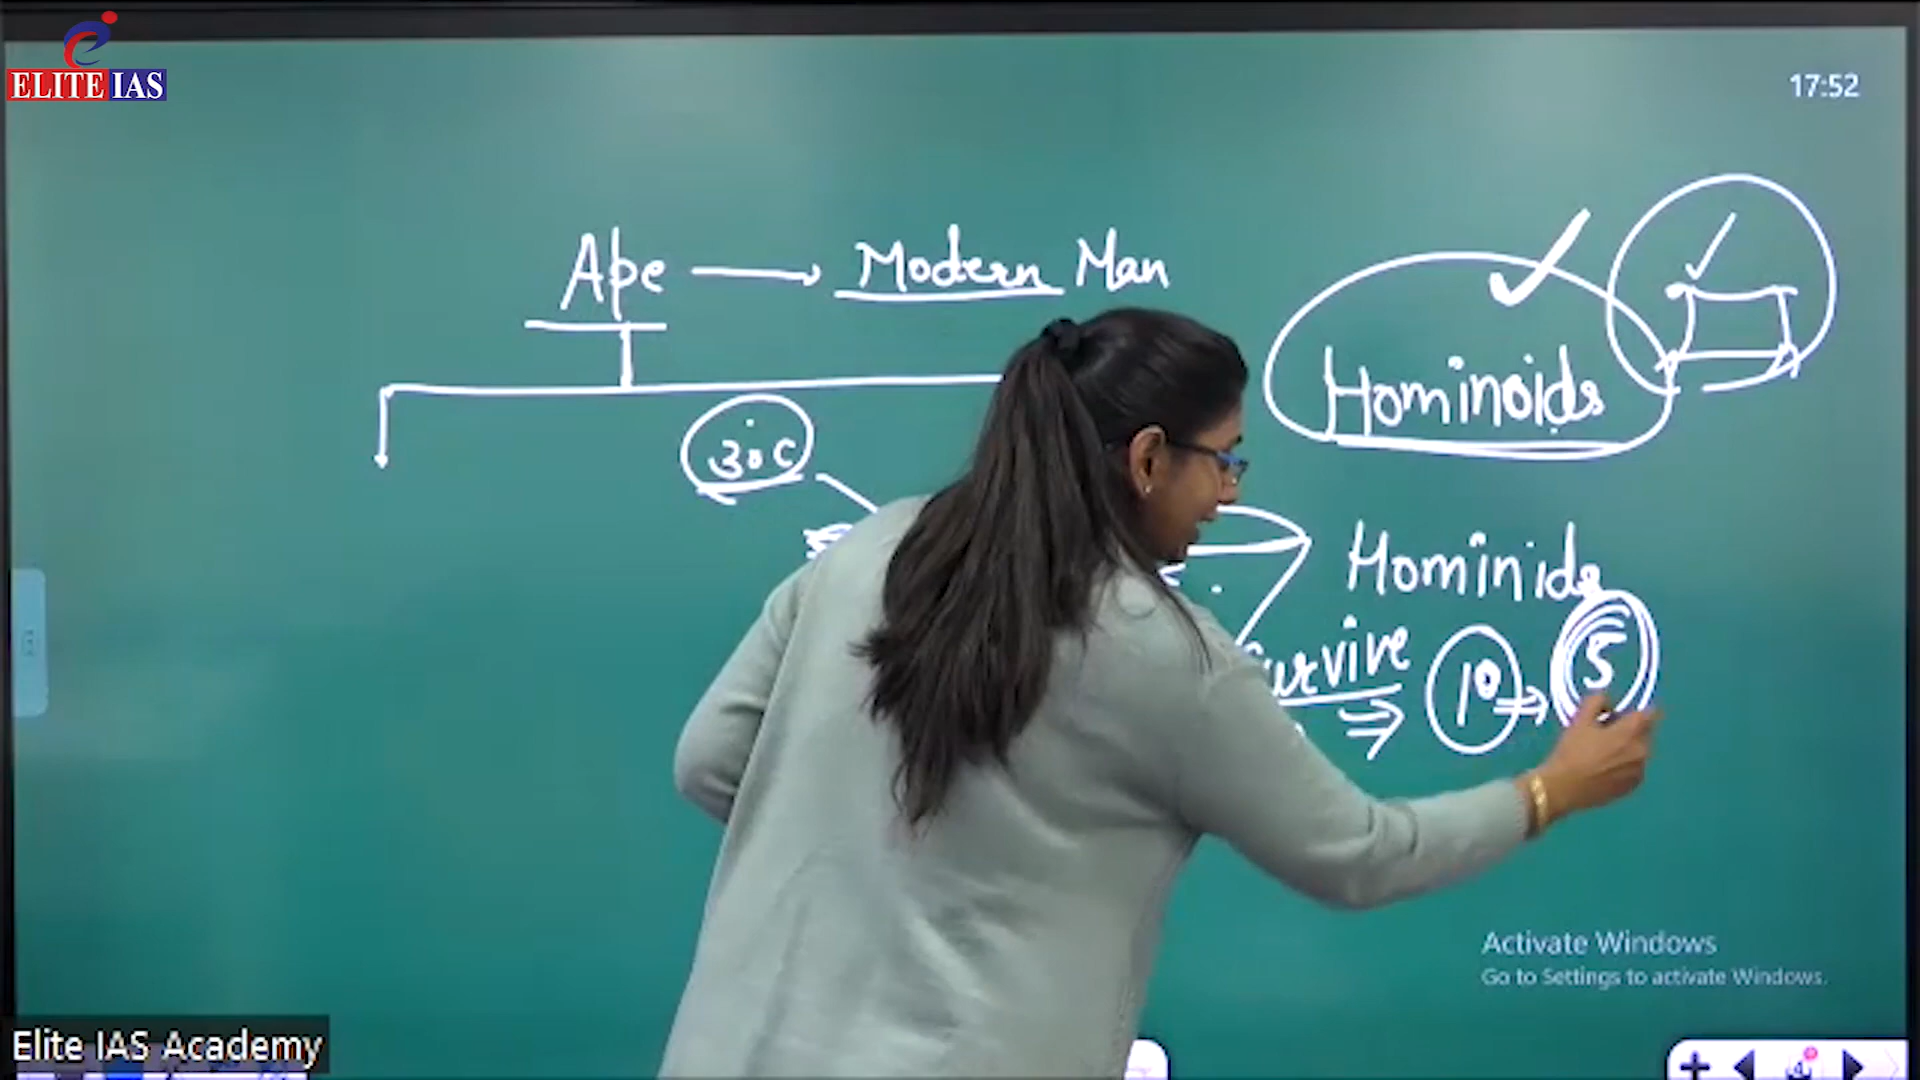 ELITE IAS
17:52
Ape → Modern Man
Hominoids
30°C
Hominids
Survive
⇒ 10 ⇒ 5
Activate Windows
Go to Settings to activate Windows.
Elite IAS Academy